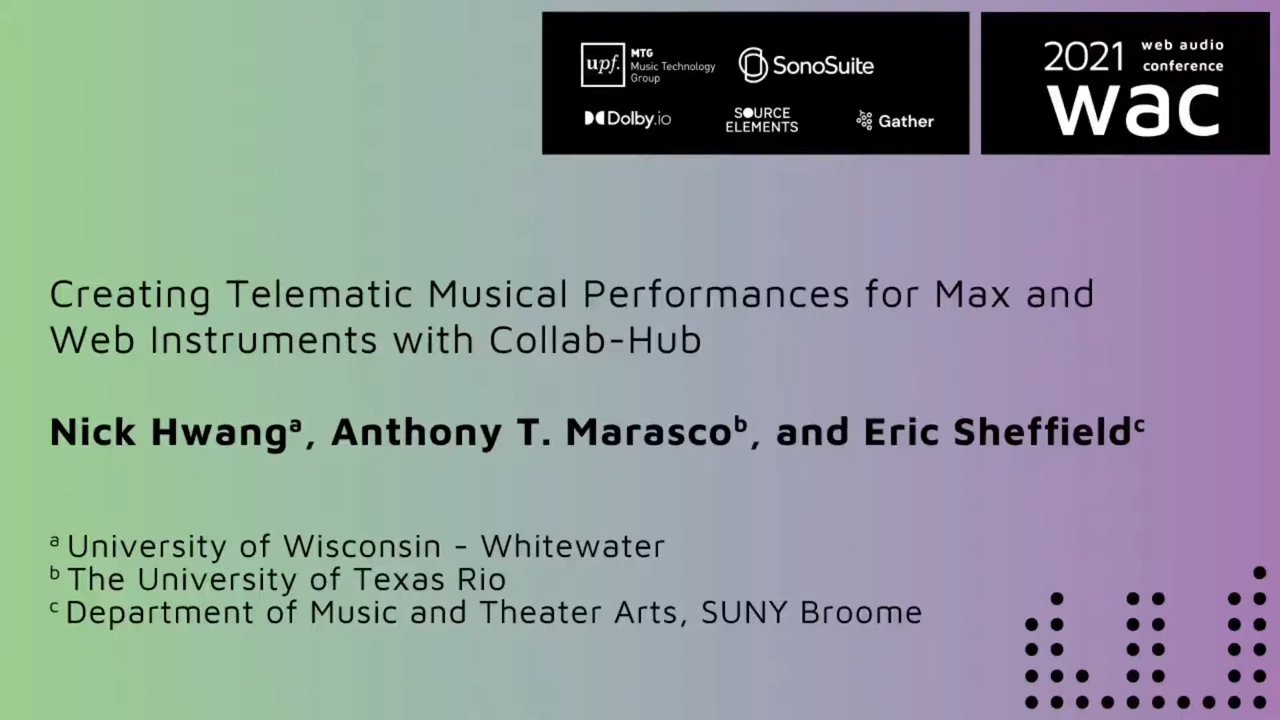 upf. MTG
Music Technology
Group
SonoSuite
Dolby.io
SOURCE
ELEMENTS
Gather
2021 web audio
conference
wac
Creating Telematic Musical Performances for Max and
Web Instruments with Collab-Hub
Nick Hwangᵃ, Anthony T. Marascoᵇ, and Eric Sheffieldᶜ
ᵃ University of Wisconsin - Whitewater
ᵇ The University of Texas Rio
ᶜ Department of Music and Theater Arts, SUNY Broome